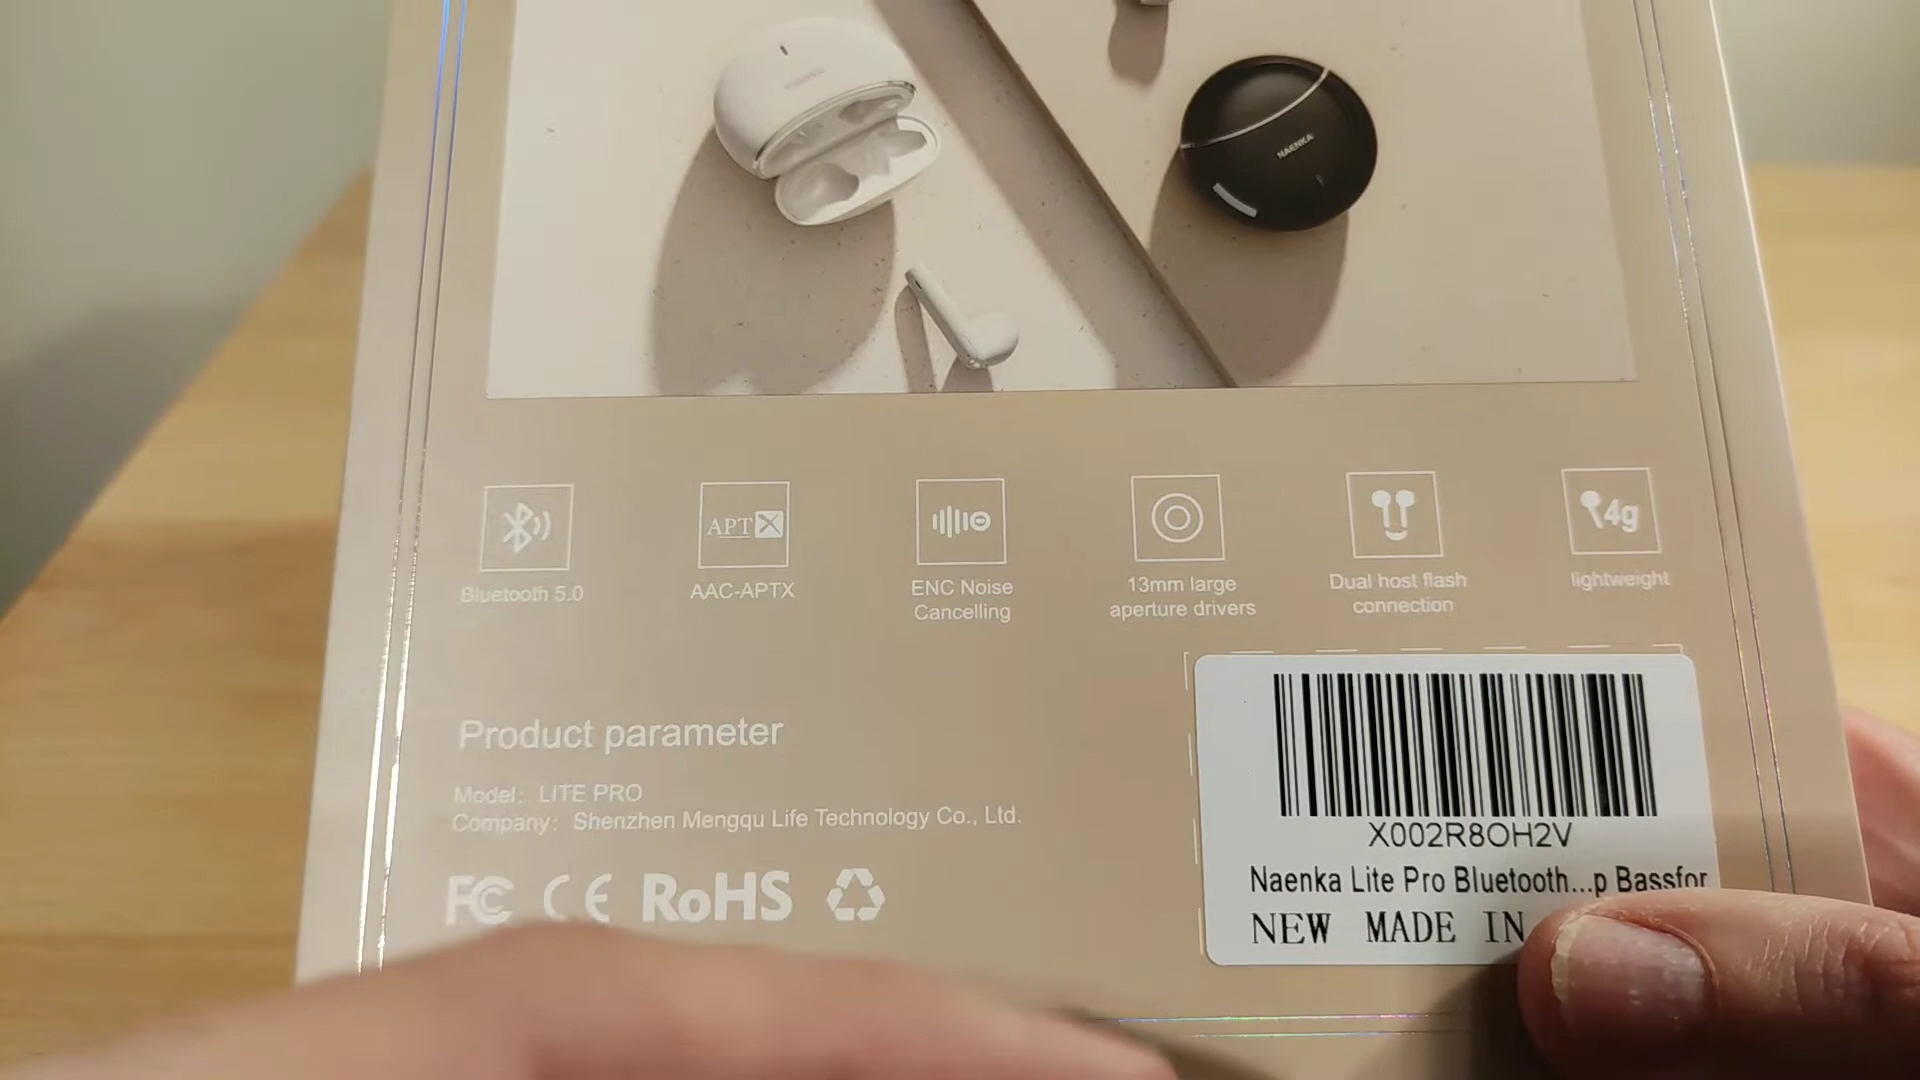 NAENKA
4g
APTX
Bluetooth 5.0
AAC-APTX
ENC Noise
Cancelling
13mm large
aperture drivers
Dual host flash
connection
lightweight
Product parameter
Model: LITE PRO
Company: Shenzhen Mengqu Life Technology Co., Ltd.
FC CE RoHS
X002R8OH2V
Naenka Lite Pro Bluetooth...p Bassfor
NEW MADE IN